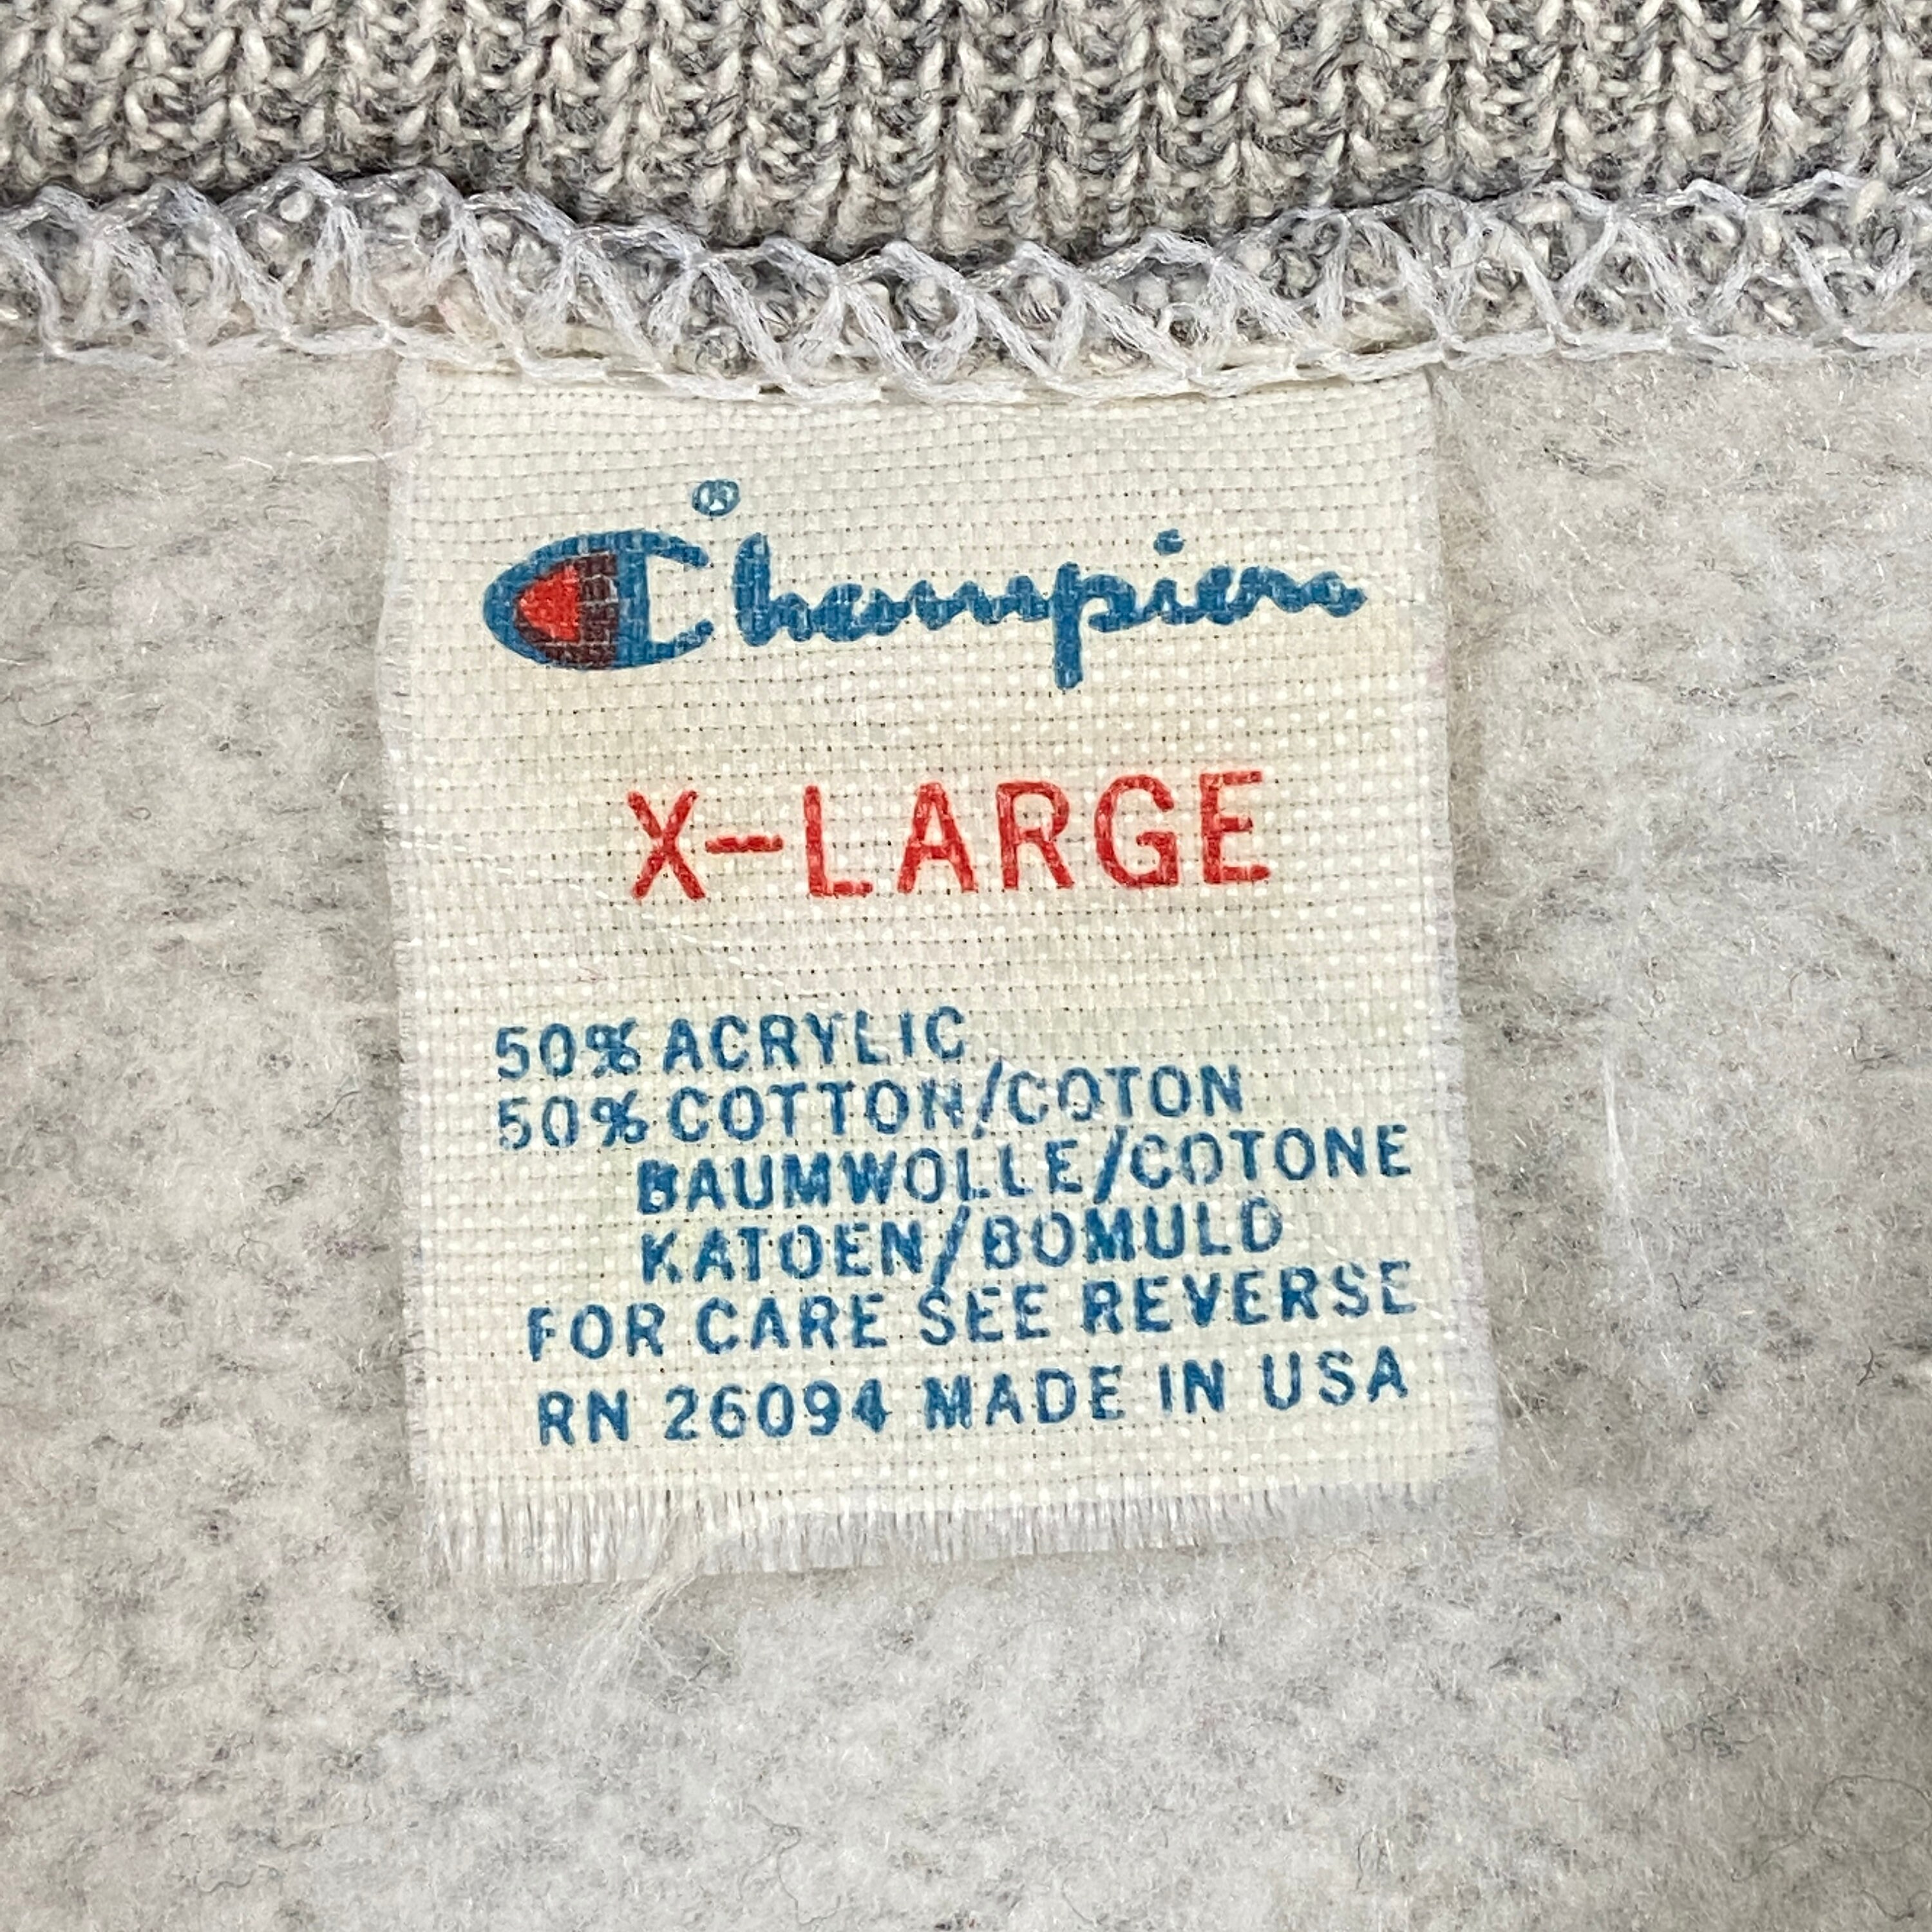 ®
Champion
X-LARGE
50% ACRYLIC
50% COTTON/COTON
BAUMWOLLE/COTONE
KATOEN/BOMULD
FOR CARE SEE REVERSE
RN 26094 MADE IN USA